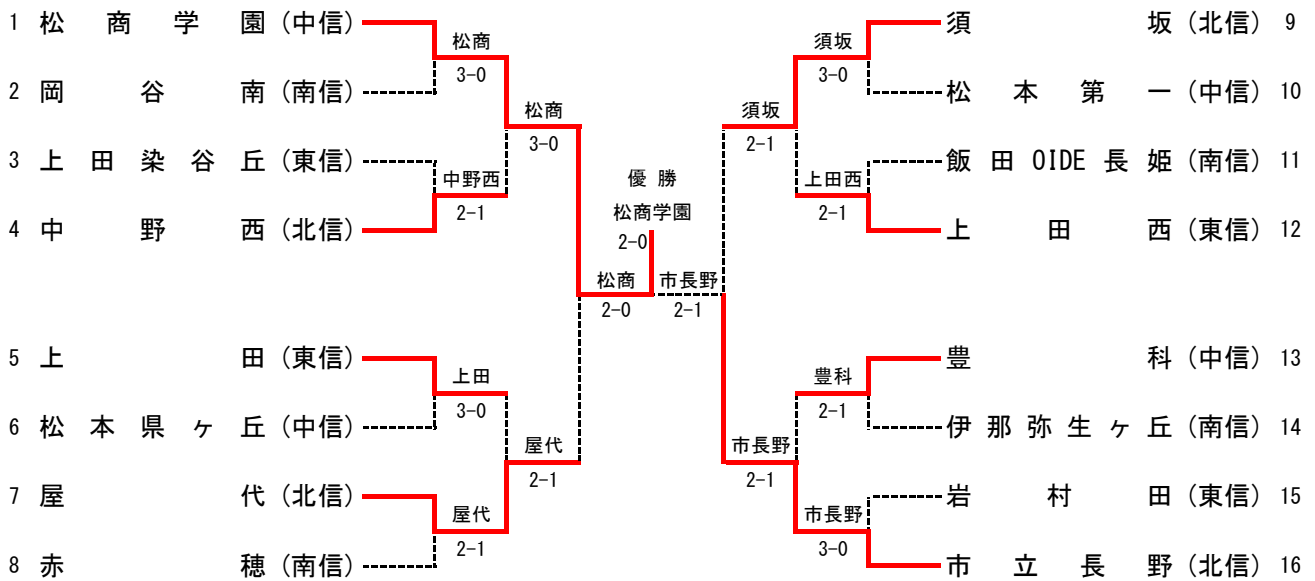 1 松商学園 (中信)
松商
3-0
2 岡谷南 (南信)
松商
3-0
3 上田染谷丘 (東信)
中野西
2-1
4 中野西 (北信)
5 上田 (東信)
上田
3-0
6 松本県ヶ丘 (中信)
屋代
2-1
7 屋代 (北信)
屋代
2-1
8 赤穂 (南信)
優勝
松商学園
2-0
松商
2-0
市長野
2-1
須坂 (北信) 9
須坂
3-0
松本第一 (中信) 10
須坂
2-1
飯田OIDE長姫 (南信) 11
上田西
2-1
上田西 (東信) 12
豊科 (中信) 13
豊科
2-1
伊那弥生ヶ丘 (南信) 14
市長野
2-1
岩村田 (東信) 15
市長野
3-0
市立長野 (北信) 16